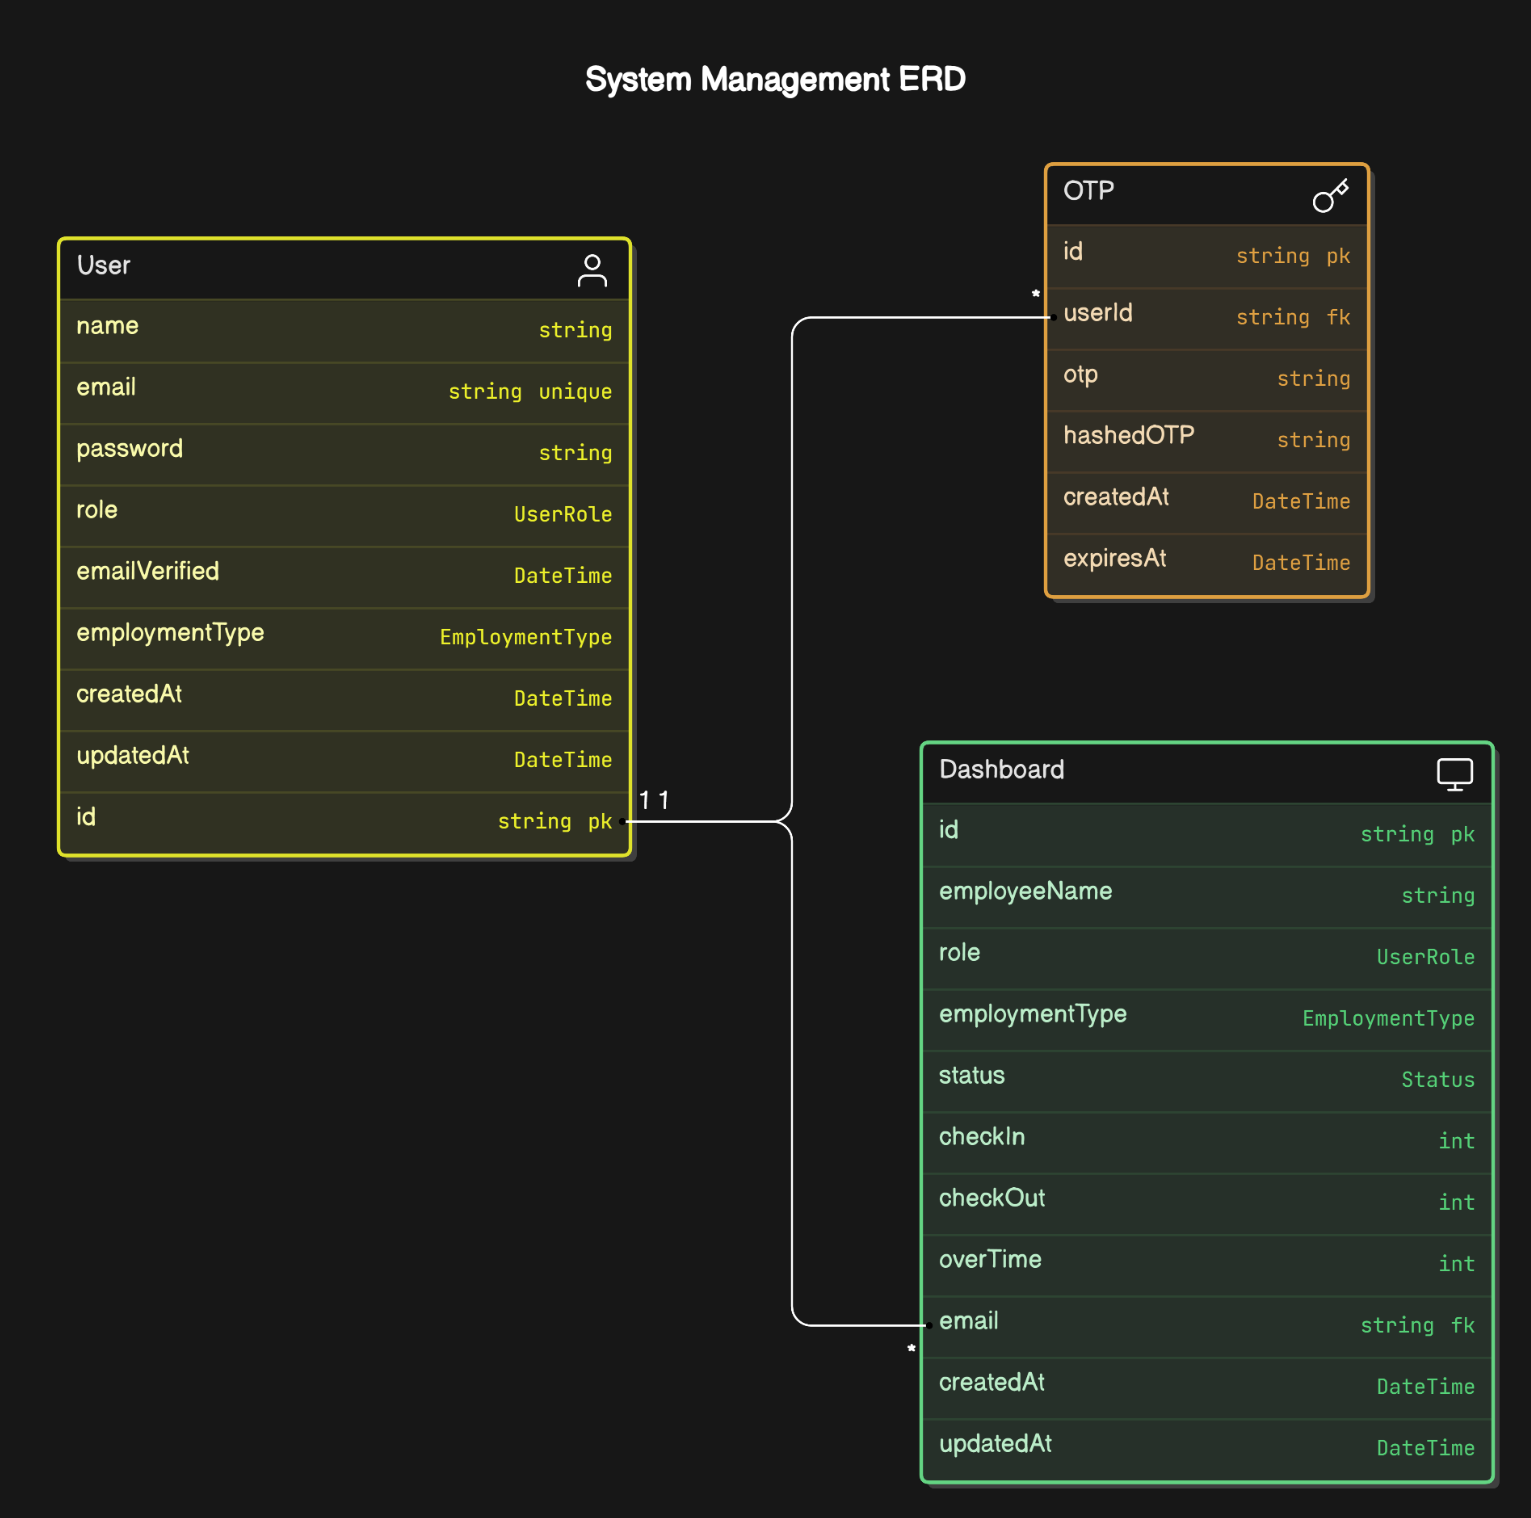 System Management ERD
User
name string
email string unique
password string
role UserRole
emailVerified DateTime
employmentType EmploymentType
createdAt DateTime
updatedAt DateTime
id string pk
1 1
OTP
id string pk
*
userId string fk
otp string
hashedOTP string
createdAt DateTime
expiresAt DateTime
Dashboard
id string pk
employeeName string
role UserRole
employmentType EmploymentType
status Status
checkIn int
checkOut int
overTime int
email string fk
*
createdAt DateTime
updatedAt DateTime